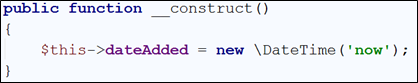 public function __construct()
{
    $this->dateAdded = new \DateTime('now');
}